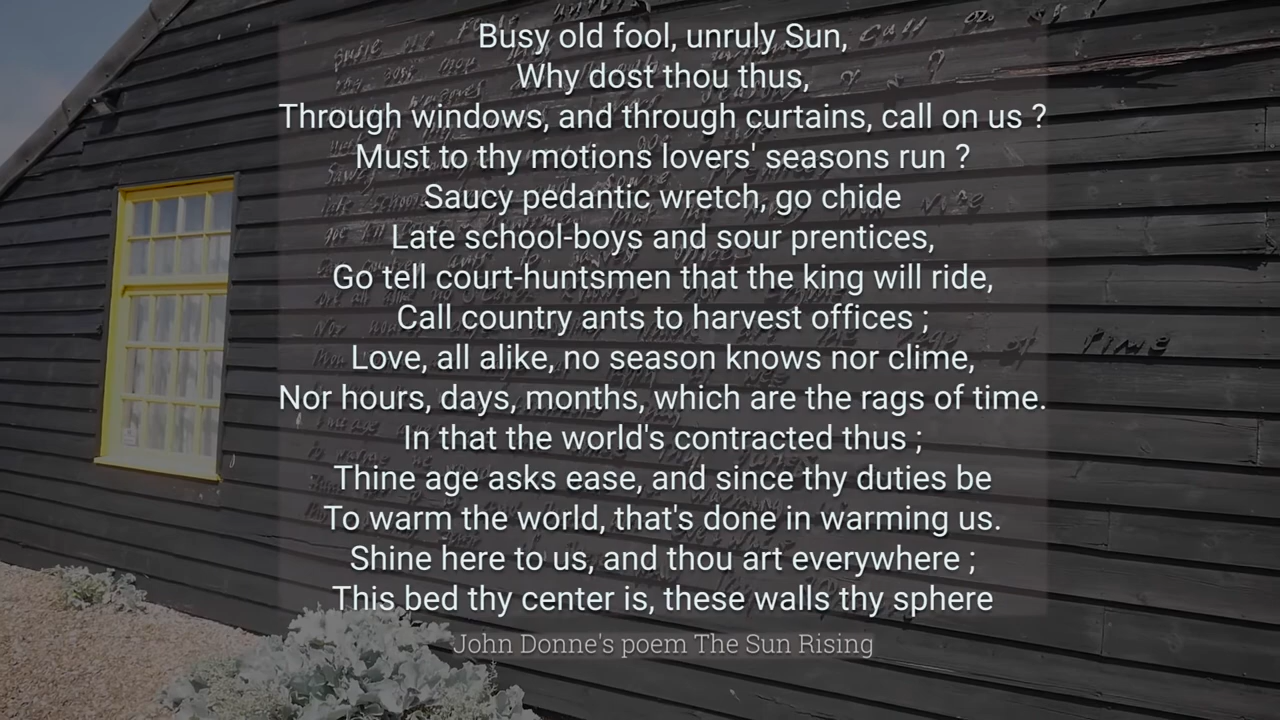 Busy old fool, unruly Sun,
Why dost thou thus,
Through windows, and through curtains, call on us ?
Must to thy motions lovers' seasons run ?
Saucy pedantic wretch, go chide
Late school-boys and sour prentices,
Go tell court-huntsmen that the king will ride,
Call country ants to harvest offices ;
Love, all alike, no season knows nor clime,
Nor hours, days, months, which are the rags of time.
In that the world's contracted thus ;
Thine age asks ease, and since thy duties be
To warm the world, that's done in warming us.
Shine here to us, and thou art everywhere ;
This bed thy center is, these walls thy sphere
John Donne's poem The Sun Rising